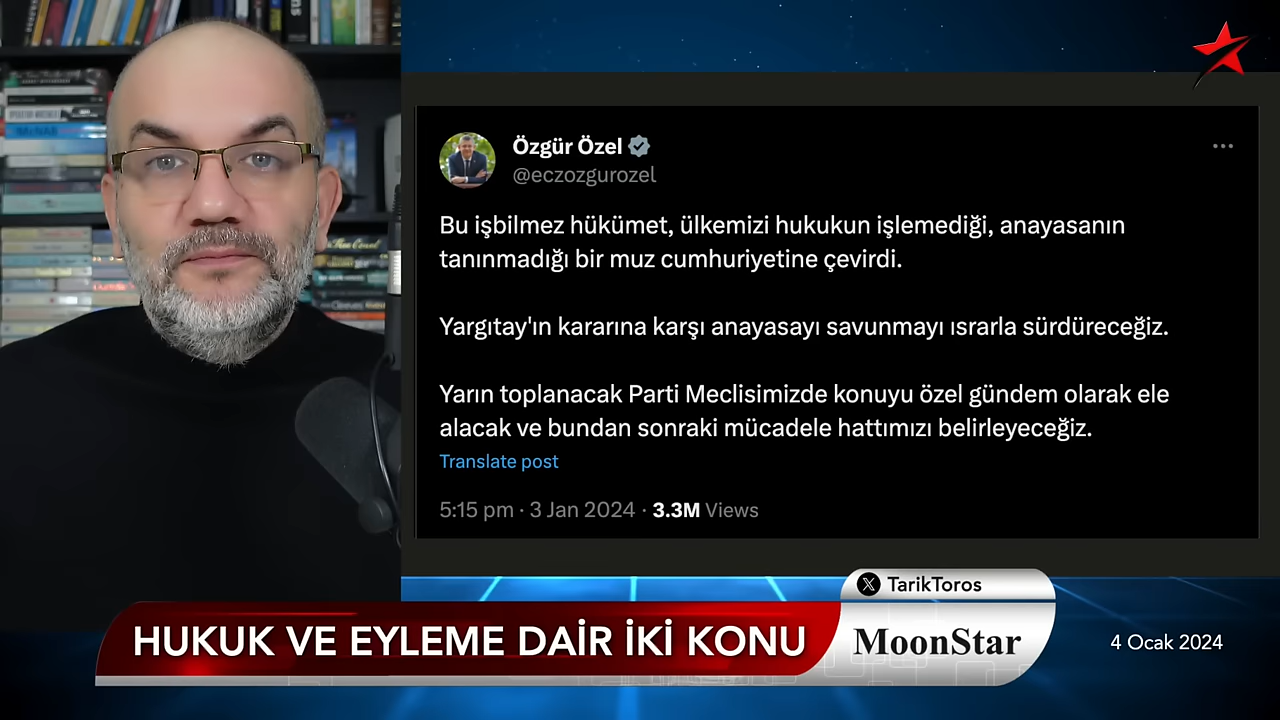 Özgür Özel
@eczozgurozel
Bu işbilmez hükümet, ülkemizi hukukun işlemediği, anayasanın
tanınmadığı bir muz cumhuriyetine çevirdi.
Yargıtay'ın kararına karşı anayasayı savunmayı ısrarla sürdüreceğiz.
Yarın toplanacak Parti Meclisimizde konuyu özel gündem olarak ele
alacak ve bundan sonraki mücadele hattımızı belirleyeceğiz.
Translate post
5:15 pm · 3 Jan 2024 · 3.3M Views
TarikToros
HUKUK VE EYLEME DAİR İKİ KONU
MoonStar
4 Ocak 2024